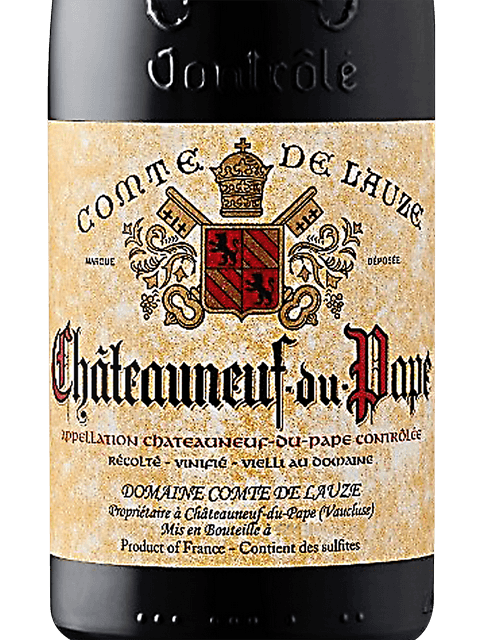 Contrôlé
COMTE DE LAUZE
MARQUE DÉPOSÉE
Châteauneuf-du-Pape
APPELLATION CHATEAUNEUF-DU-PAPE CONTRÔLÉE
RÉCOLTÉ - VINIFIÉ - VIELLI AU DOMAINE
DOMAINE COMTE DE LAUZE
Propriétaire à Châteauneuf-du-Pape (Vaucluse)
Mis en Bouteille à
Product of France - Contient des sulfites